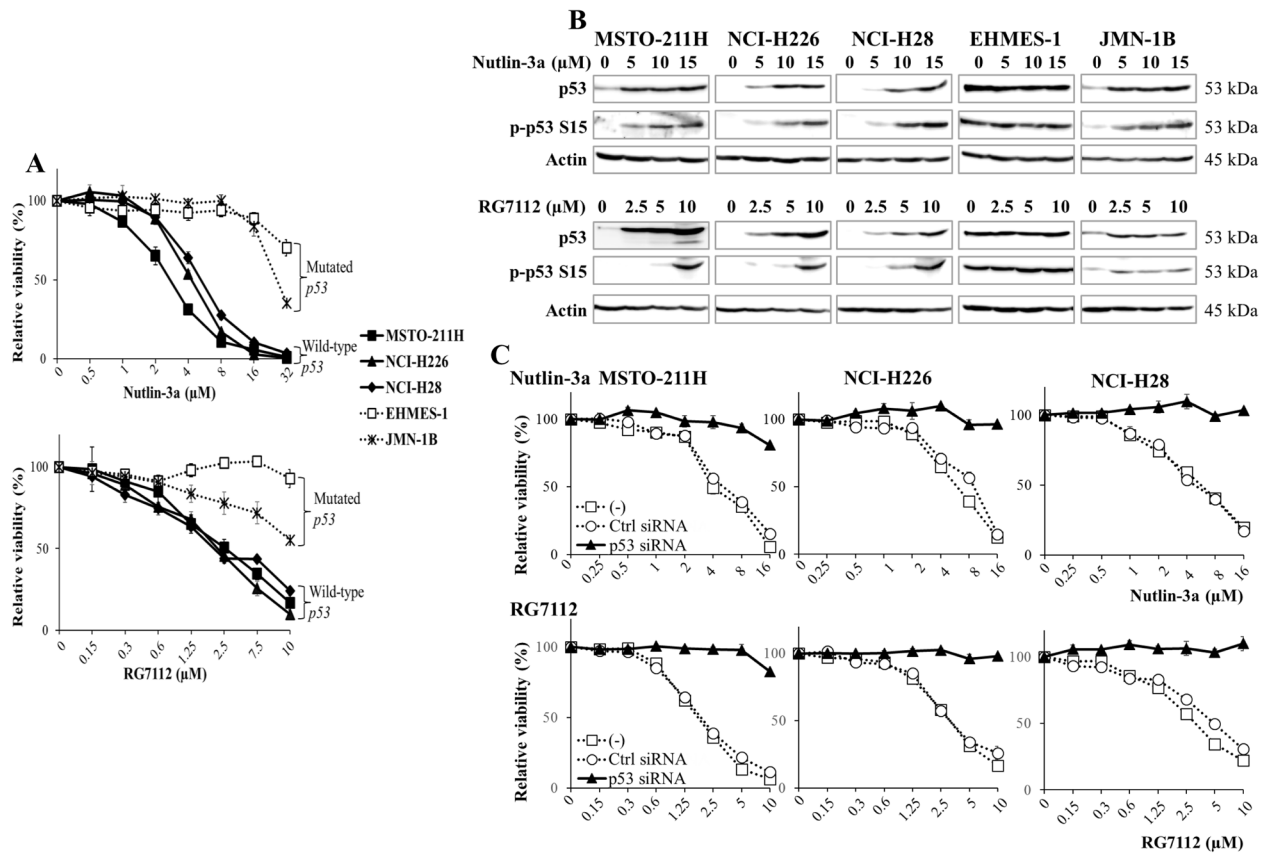 A
Relative viability (%)
100
50
0
0 0.5 1 2 4 8 16 32
Nutlin-3a (µM)
Mutated
p53
Wild-type
p53
MSTO-211H
NCI-H226
NCI-H28
EHMES-1
JMN-1B
Relative viability (%)
100
50
0
0 0.15 0.3 0.6 1.25 2.5 7.5 10
RG7112 (µM)
Mutated
p53
Wild-type
p53
B
MSTO-211H NCI-H226 NCI-H28 EHMES-1 JMN-1B
Nutlin-3a (µM) 0 5 10 15 0 5 10 15 0 5 10 15 0 5 10 15 0 5 10 15
p53 53 kDa
p-p53 S15 53 kDa
Actin 45 kDa
RG7112 (µM) 0 2.5 5 10 0 2.5 5 10 0 2.5 5 10 0 2.5 5 10 0 2.5 5 10
p53 53 kDa
p-p53 S15 53 kDa
Actin 45 kDa
C
Nutlin-3a MSTO-211H NCI-H226 NCI-H28
Relative viability (%)
100
50
0
(-)
Ctrl siRNA
p53 siRNA
0 0.25 0.5 1 2 4 8 16
100
50
0
0 0.25 0.5 1 2 4 8 16
100
50
0
0 0.25 0.5 1 2 4 8 16
Nutlin-3a (µM)
RG7112
Relative viability (%)
100
50
0
(-)
Ctrl siRNA
p53 siRNA
0 0.15 0.3 0.6 1.25 2.5 5 10
100
50
0
0 0.15 0.3 0.6 1.25 2.5 5 10
100
50
0
0 0.15 0.3 0.6 1.25 2.5 5 10
RG7112 (µM)